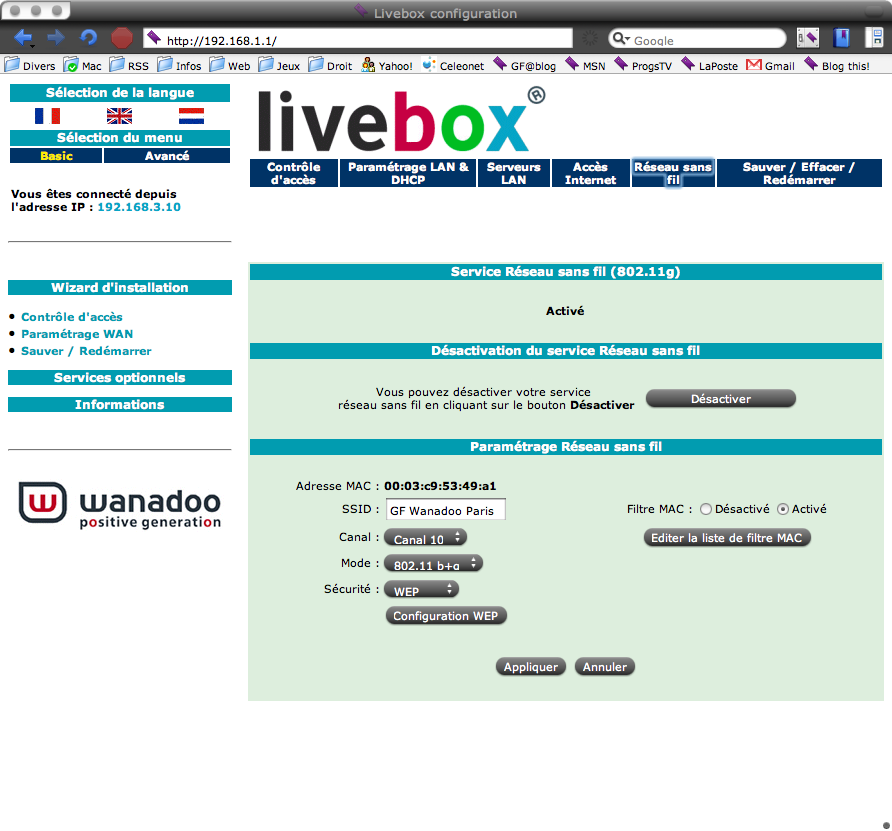 Livebox configuration
http://192.168.1.1/
Google
Divers Mac RSS Infos Web Jeux Droit Yahoo! Celeonet GF@blog MSN ProgsTV LaPoste Gmail Blog this!
Sélection de la langue
Sélection du menu
Basic Avancé
Vous êtes connecté depuis
l'adresse IP : 192.168.3.10
Wizard d'installation
Contrôle d'accès
Paramétrage WAN
Sauver / Redémarrer
Services optionnels
Informations
wanadoo
positive generation
livebox®
Contrôle d'accès
Paramétrage LAN & DHCP
Serveurs LAN
Accès Internet
Réseau sans fil
Sauver / Effacer / Redémarrer
Service Réseau sans fil (802.11g)
Activé
Désactivation du service Réseau sans fil
Vous pouvez désactiver votre service
réseau sans fil en cliquant sur le bouton Désactiver
Désactiver
Paramétrage Réseau sans fil
Adresse MAC : 00:03:c9:53:49:a1
SSID : GF Wanadoo Paris
Filtre MAC : Désactivé Activé
Canal : Canal 10
Editer la liste de filtre MAC
Mode : 802.11 b+g
Sécurité : WEP
Configuration WEP
Appliquer Annuler